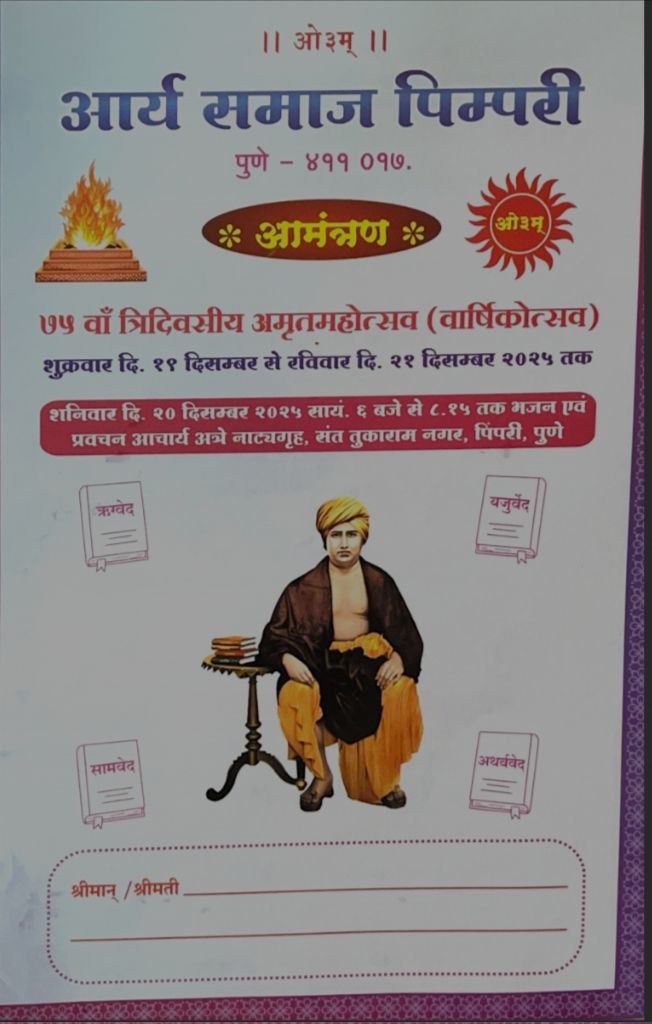 ।। ओ३म् ।।
आर्य समाज पिम्परी
पुणे – ४११ ०१७.
* आमंत्रण *
ओ३म्
७५ वाँ त्रिदिवसीय अमृतमहोत्सव (वार्षिकोत्सव)
शुक्रवार दि. १९ दिसम्बर से रविवार दि. २१ दिसम्बर २०२५ तक
शनिवार दि. २० दिसम्बर २०२५ सायं. ६ बजे से ८.१५ तक भजन एवं
प्रवचन आचार्य अत्रे नाट्यगृह, संत तुकाराम नगर, पिंपरी, पुणे
ऋग्वेद
यजुर्वेद
सामवेद
अथर्ववेद
श्रीमान् /श्रीमती